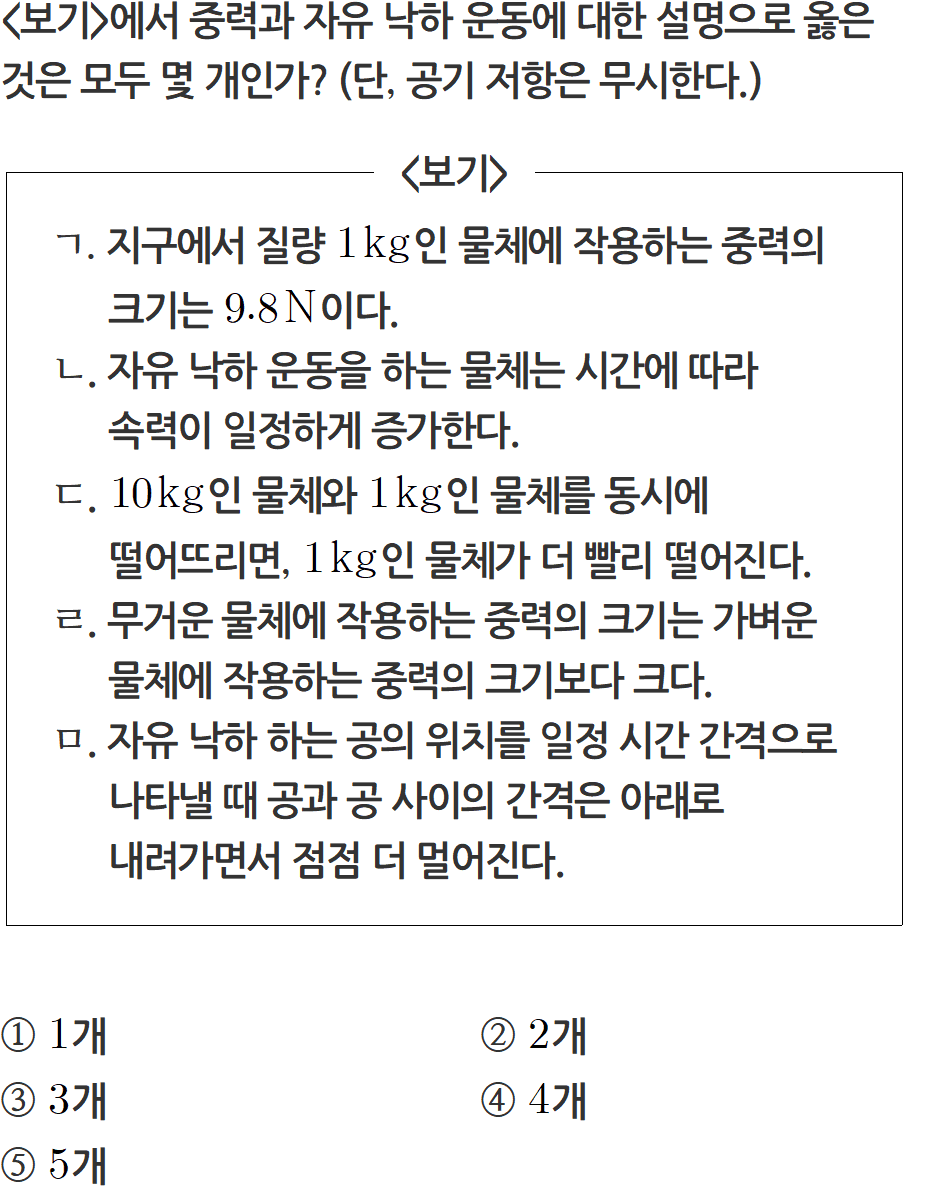 <보기>에서 중력과 자유 낙하 운동에 대한 설명으로 옳은
것은 모두 몇 개인가? (단, 공기 저항은 무시한다.)
<보기>
ㄱ. 지구에서 질량 1kg인 물체에 작용하는 중력의
크기는 9.8N이다.
ㄴ. 자유 낙하 운동을 하는 물체는 시간에 따라
속력이 일정하게 증가한다.
ㄷ. 10kg인 물체와 1kg인 물체를 동시에
떨어뜨리면, 1kg인 물체가 더 빨리 떨어진다.
ㄹ. 무거운 물체에 작용하는 중력의 크기는 가벼운
물체에 작용하는 중력의 크기보다 크다.
ㅁ. 자유 낙하 하는 공의 위치를 일정 시간 간격으로
나타낼 때 공과 공 사이의 간격은 아래로
내려가면서 점점 더 멀어진다.
① 1개 ② 2개
③ 3개 ④ 4개
⑤ 5개